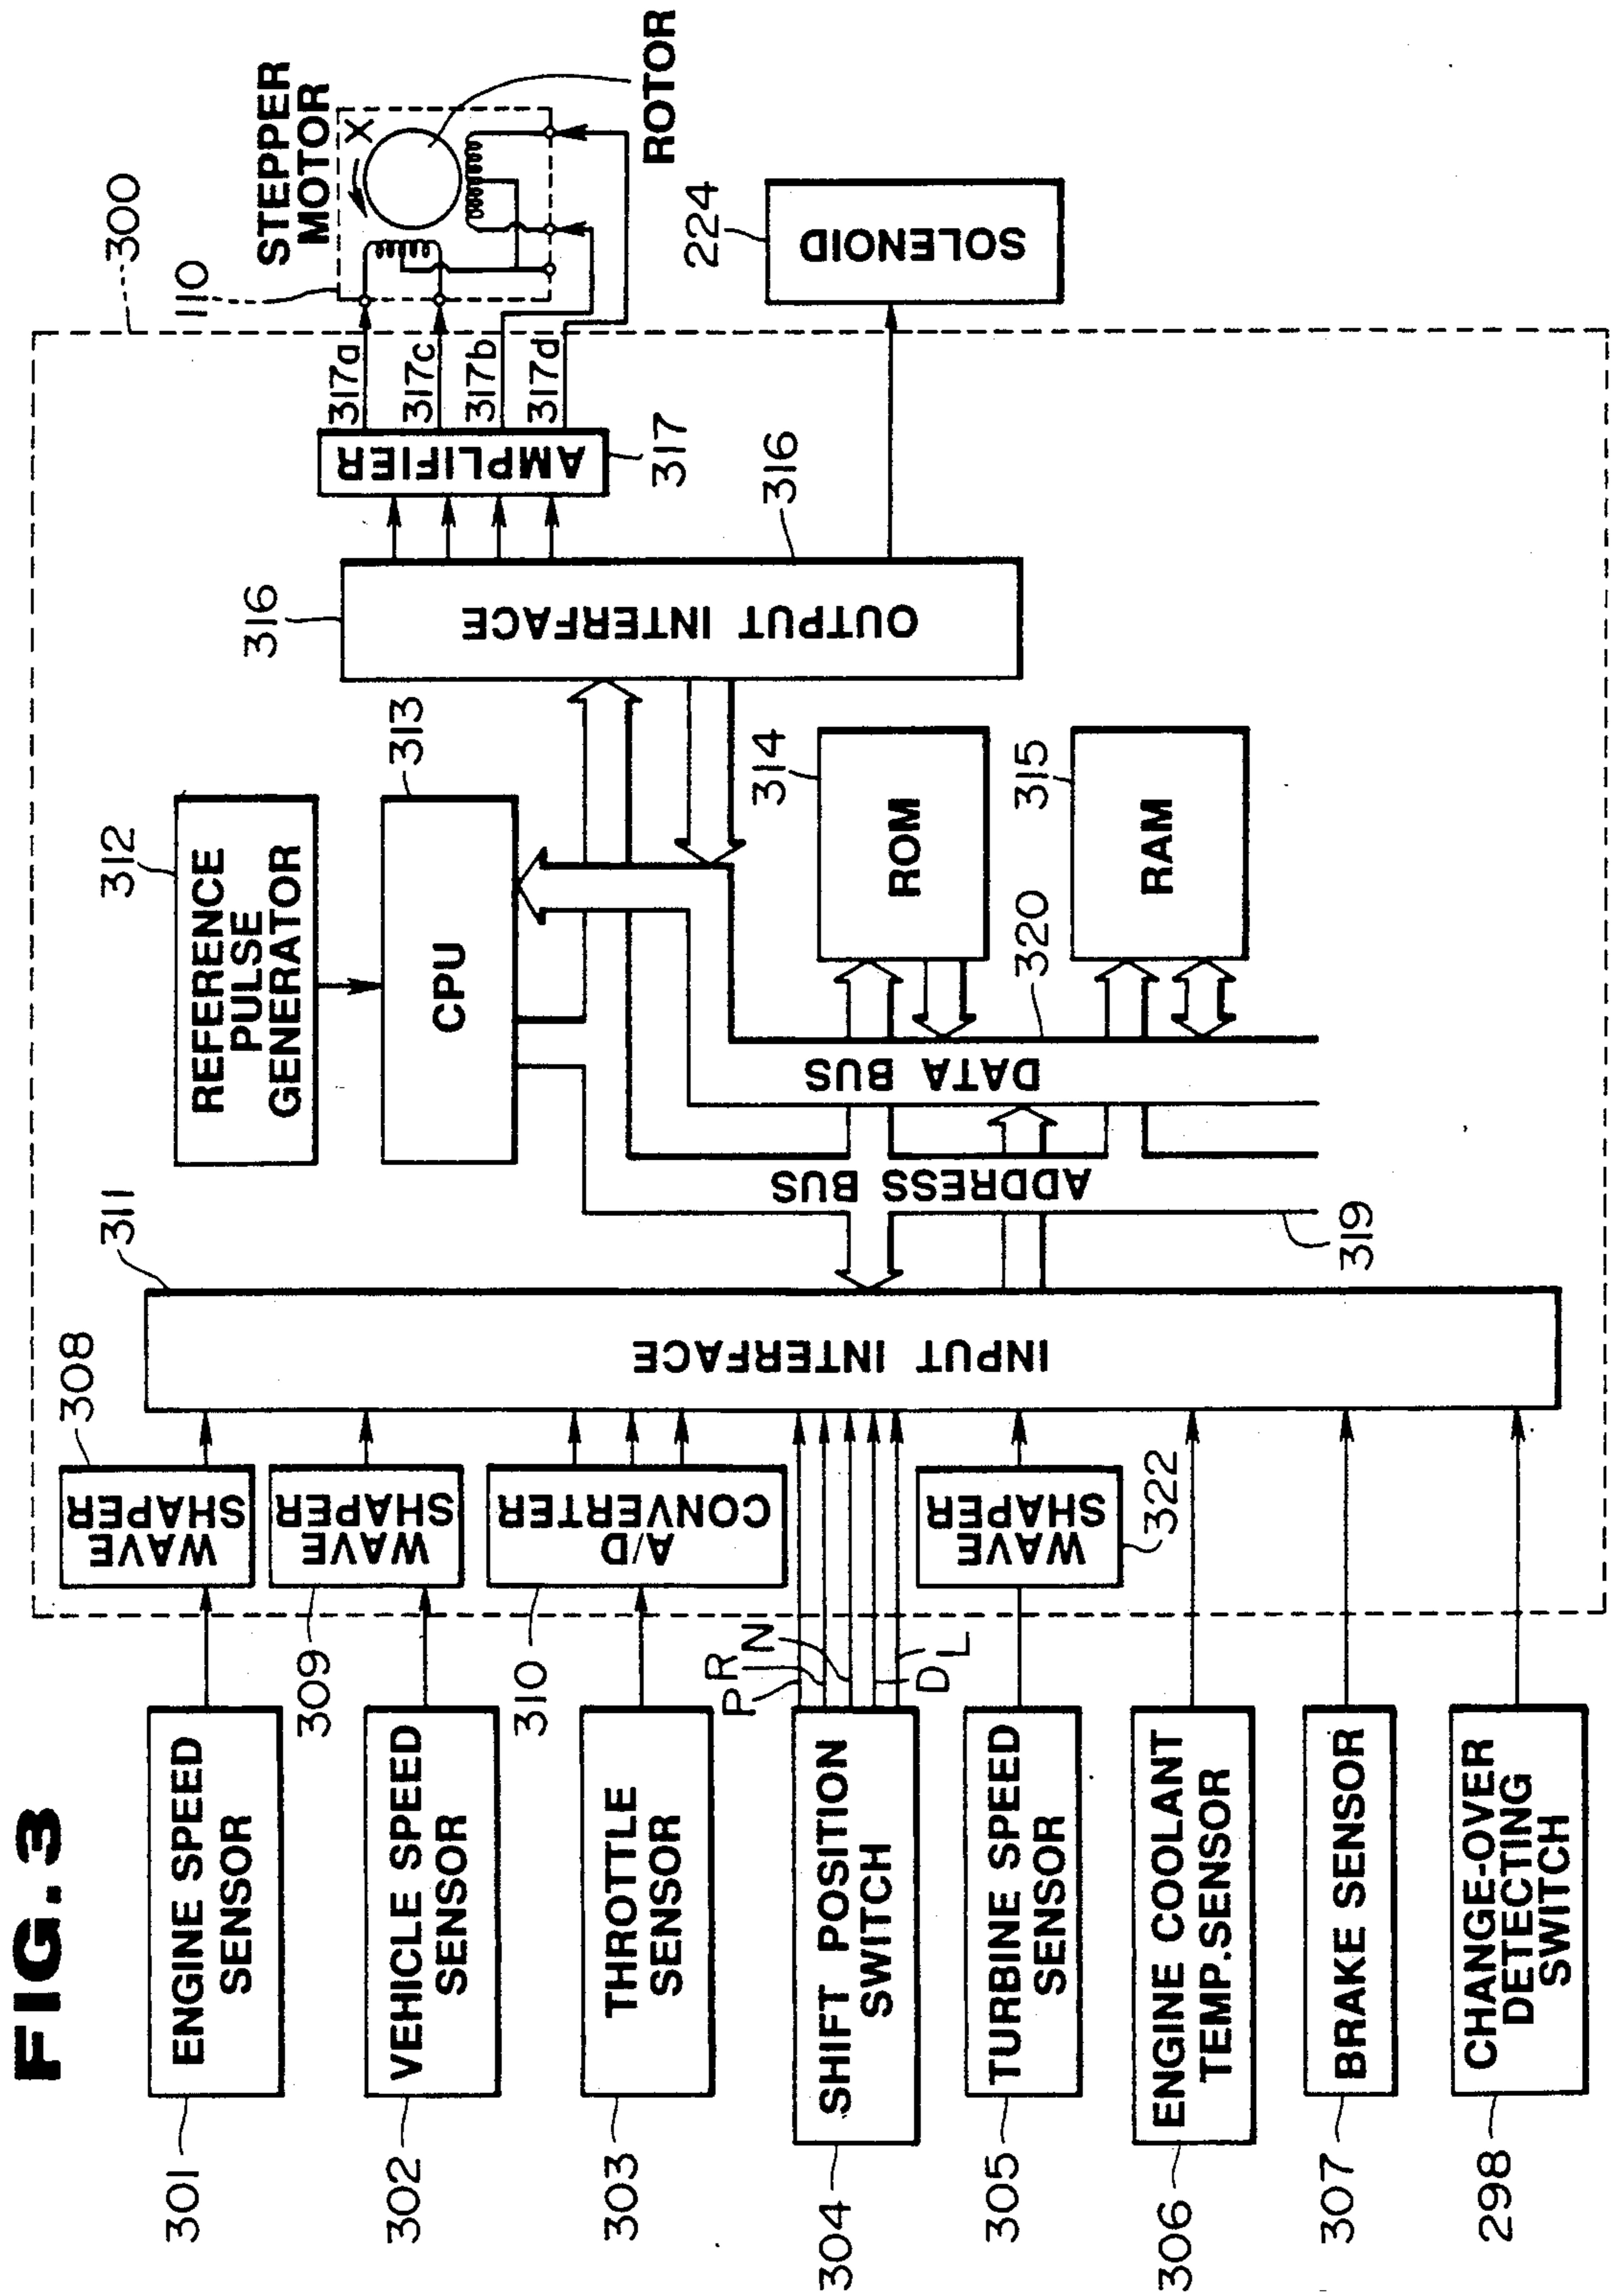 FIG.3
301
ENGINE SPEED
SENSOR
302
VEHICLE SPEED
SENSOR
303
THROTTLE
SENSOR
304
SHIFT POSITION
SWITCH
305
TURBINE SPEED
SENSOR
306
ENGINE COOLANT
TEMP.SENSOR
307
BRAKE SENSOR
298
CHANGE-OVER
DETECTING
SWITCH
P
R
N
D
L
308
WAVE
SHAPER
309
WAVE
SHAPER
310
A/D
CONVERTER
322
WAVE
SHAPER
311
INPUT INTERFACE
312
REFERENCE
PULSE
GENERATOR
313
CPU
ADDRESS BUS
319
DATA BUS
320
314
ROM
315
RAM
316
OUTPUT INTERFACE
316
317
AMPLIFIER
317a
317c
317b
317d
300
110
STEPPER
MOTOR
X
ROTOR
224
SOLENOID